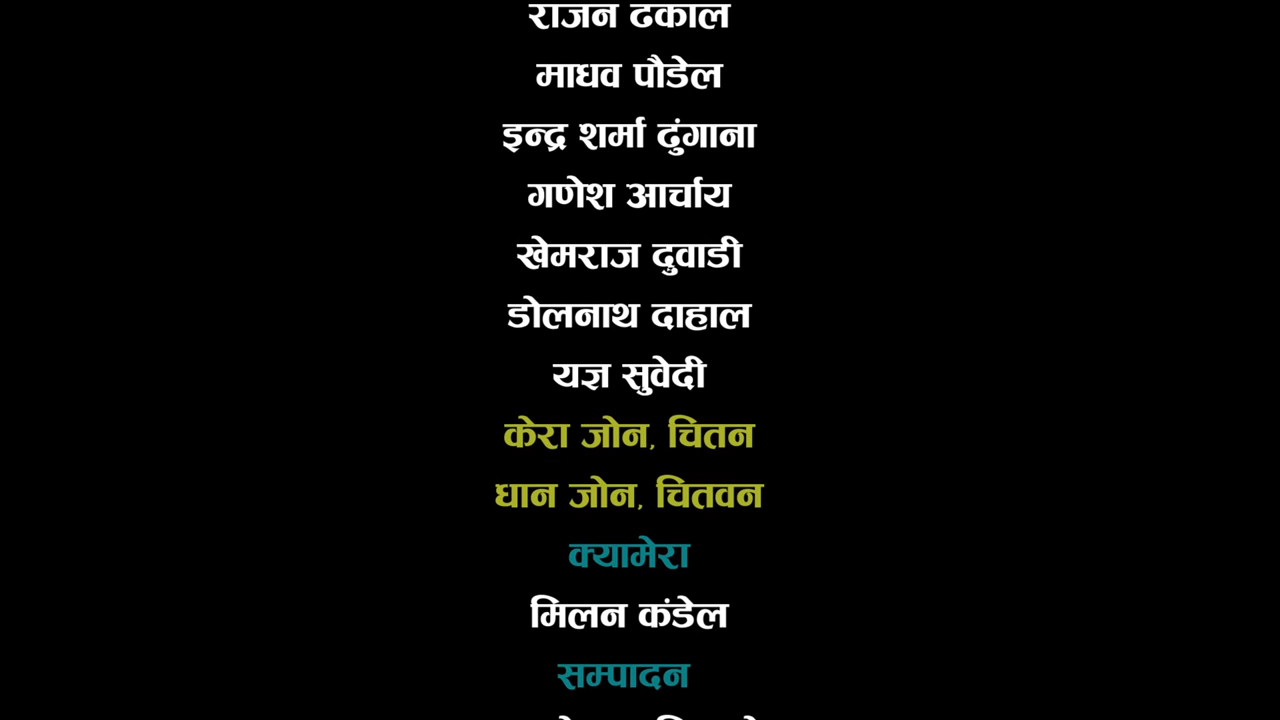 राजन ढकाल
माधव पौडेल
इन्द्र शर्मा ढुंगाना
गणेश आर्चाय
खेमराज दुवाडी
डोलनाथ दाहाल
यज्ञ सुवेदी
केरा जोन, चितन
धान जोन, चितवन
क्यामेरा
मिलन कंडेल
सम्पादन